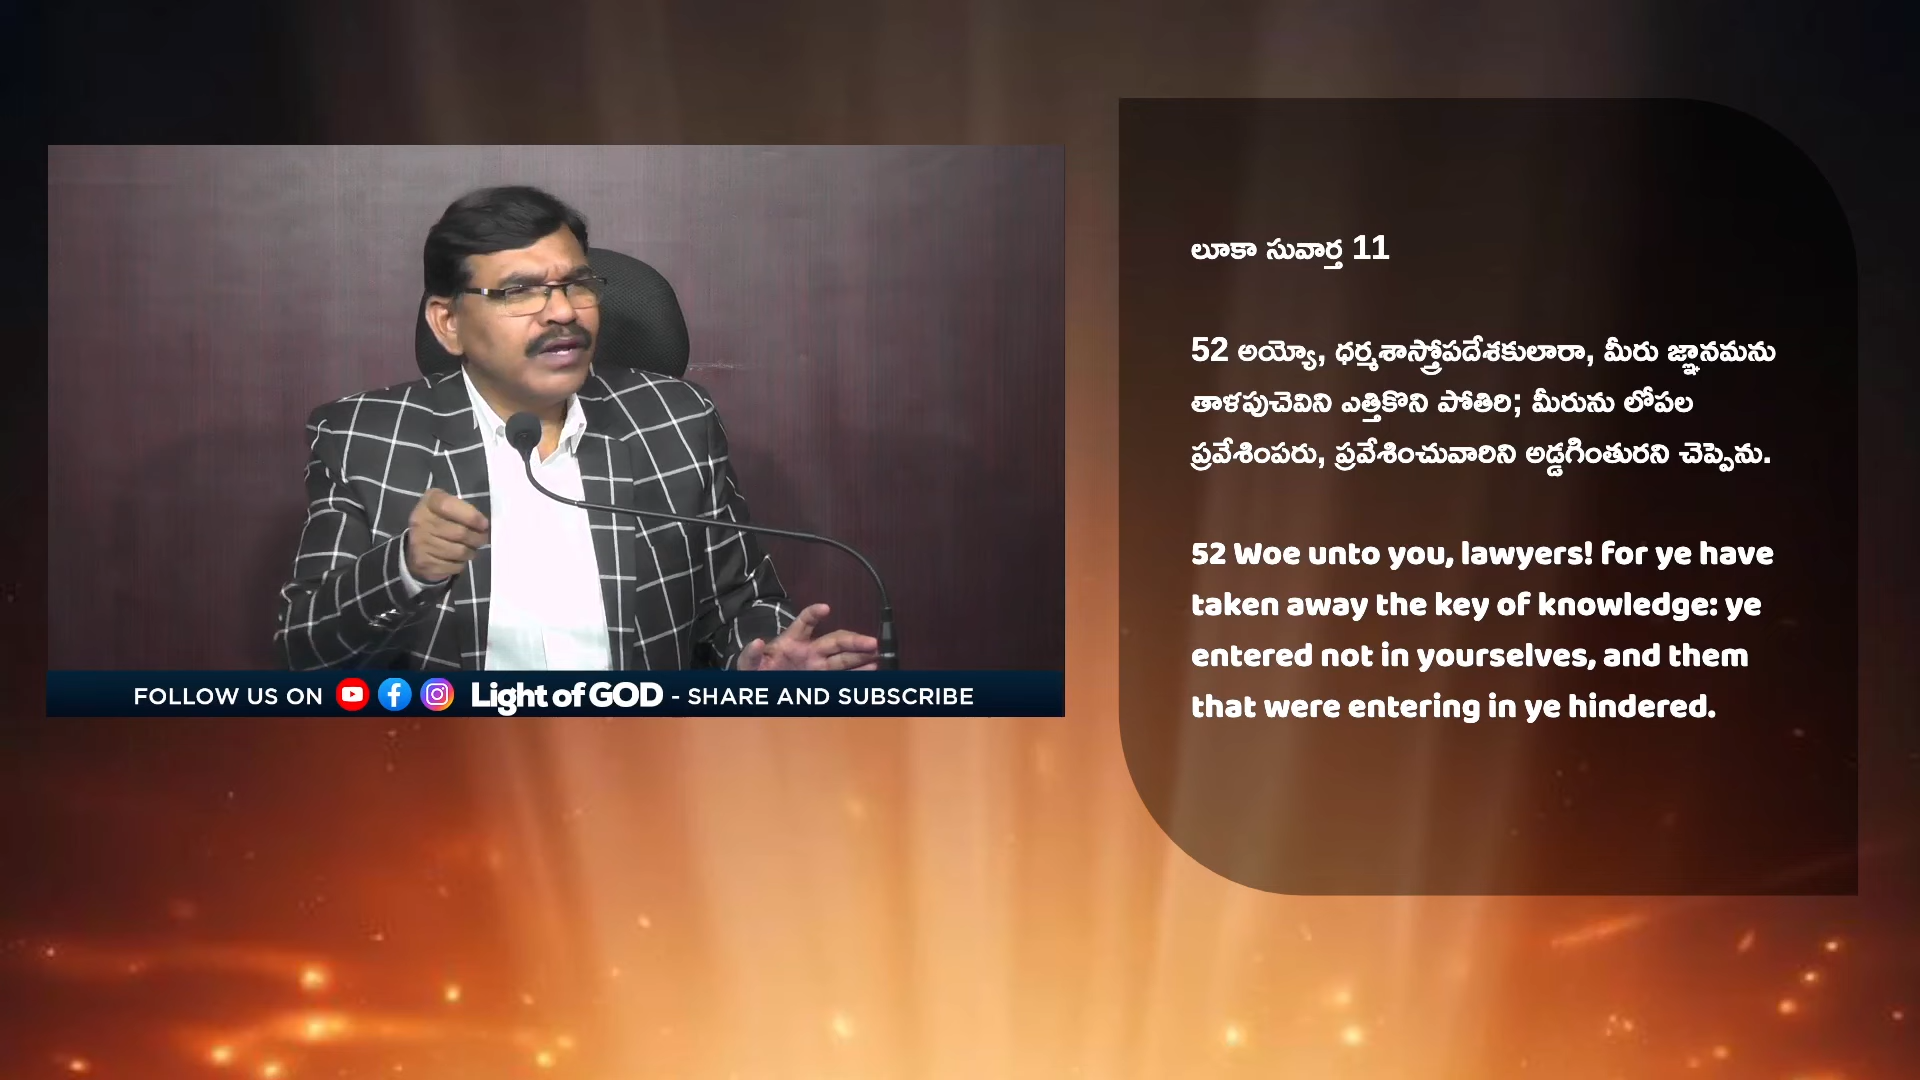 లూకా సువార్త 11
52 అయ్యో, ధర్మశాస్త్రోపదేశకులారా, మీరు జ్ఞానమను
తాళపుచెవిని ఎత్తికొని పోతిరి; మీరును లోపల
ప్రవేశింపరు, ప్రవేశించువారిని అడ్డగింతురని చెప్పెను.
52 Woe unto you, lawyers! for ye have
taken away the key of knowledge: ye
entered not in yourselves, and them
that were entering in ye hindered.
FOLLOW US ON Light of GOD - SHARE AND SUBSCRIBE